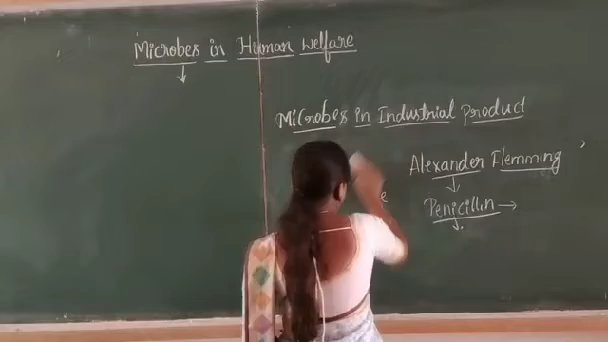 Microbes in Human welfare
Microbes in Industrial Product
Alexander Flemming
Penicillin